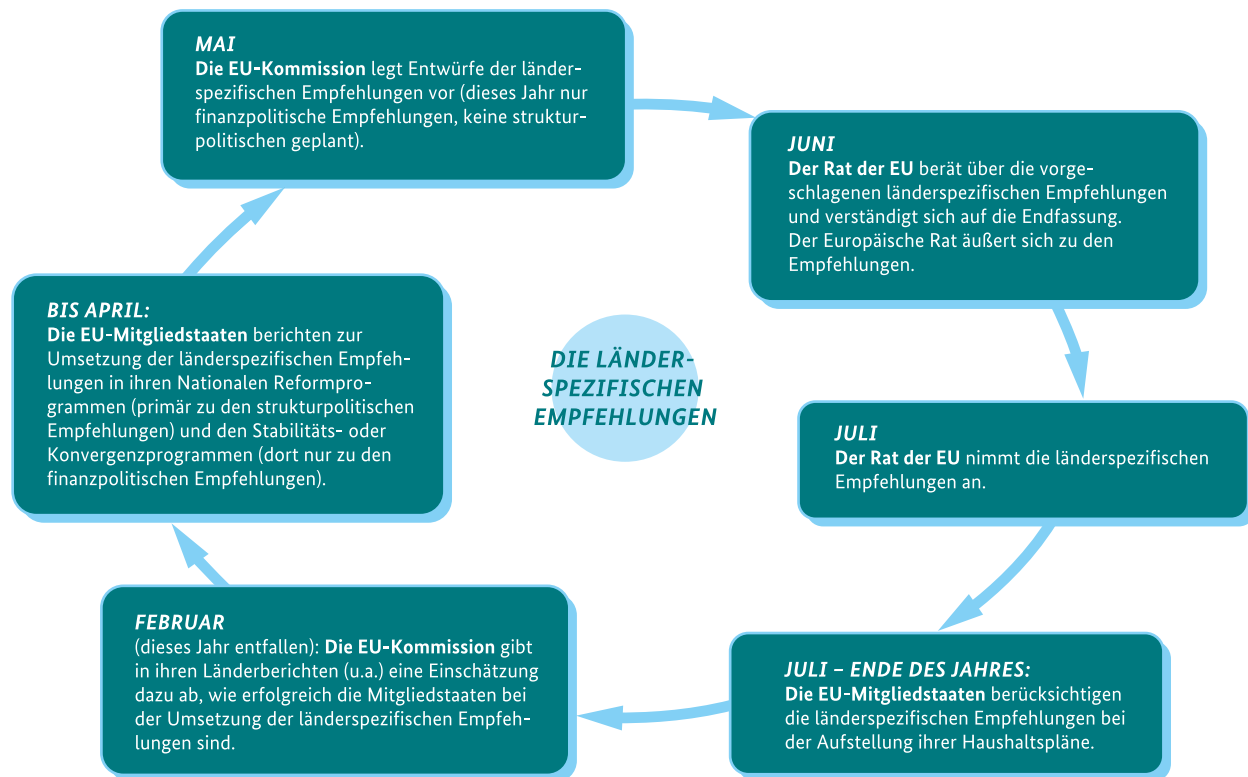 MAI
Die EU-Kommission legt Entwürfe der länder-
spezifischen Empfehlungen vor (dieses Jahr nur
finanzpolitische Empfehlungen, keine struktur-
politischen geplant).
JUNI
Der Rat der EU berät über die vorge-
schlagenen länderspezifischen Empfehlungen
und verständigt sich auf die Endfassung.
Der Europäische Rat äußert sich zu den
Empfehlungen.
BIS APRIL:
Die EU-Mitgliedstaaten berichten zur
Umsetzung der länderspezifischen Empfeh-
lungen in ihren Nationalen Reformpro-
grammen (primär zu den strukturpolitischen
Empfehlungen) und den Stabilitäts- oder
Konvergenzprogrammen (dort nur zu den
finanzpolitischen Empfehlungen).
DIE LÄNDER-
SPEZIFISCHEN
EMPFEHLUNGEN
JULI
Der Rat der EU nimmt die länderspezifischen
Empfehlungen an.
FEBRUAR
(dieses Jahr entfallen): Die EU-Kommission gibt
in ihren Länderberichten (u.a.) eine Einschätzung
dazu ab, wie erfolgreich die Mitgliedstaaten bei
der Umsetzung der länderspezifischen Empfeh-
lungen sind.
JULI – ENDE DES JAHRES:
Die EU-Mitgliedstaaten berücksichtigen
die länderspezifischen Empfehlungen bei
der Aufstellung ihrer Haushaltspläne.